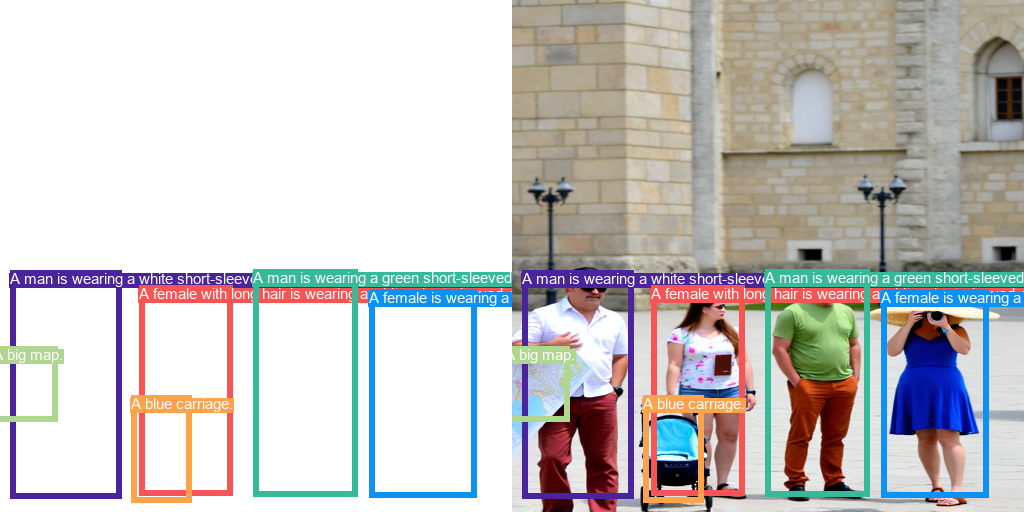 A man is wearing a white short-sleeve
A man is wearing a green short-sleeved
A female with long hair is wearing a
A female is wearing a
A big map.
A blue carriage.
A man is wearing a white short-sleeve
A man is wearing a green short-sleeved
A female with long hair is wearing a
A female is wearing a
A big map.
A blue carriage.